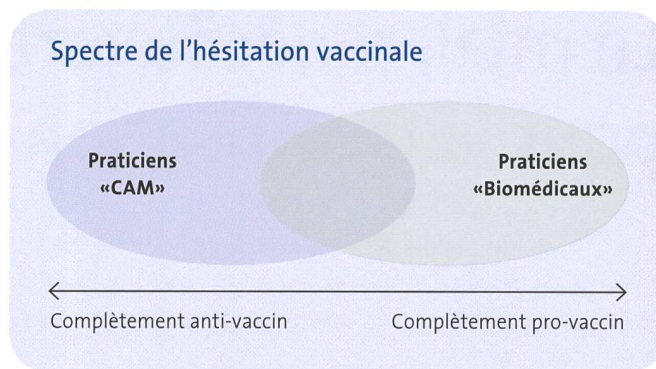 Spectre de l’hésitation vaccinale
Praticiens
«CAM»
Praticiens
«Biomédicaux»
Complètement anti-vaccin
Complètement pro-vaccin